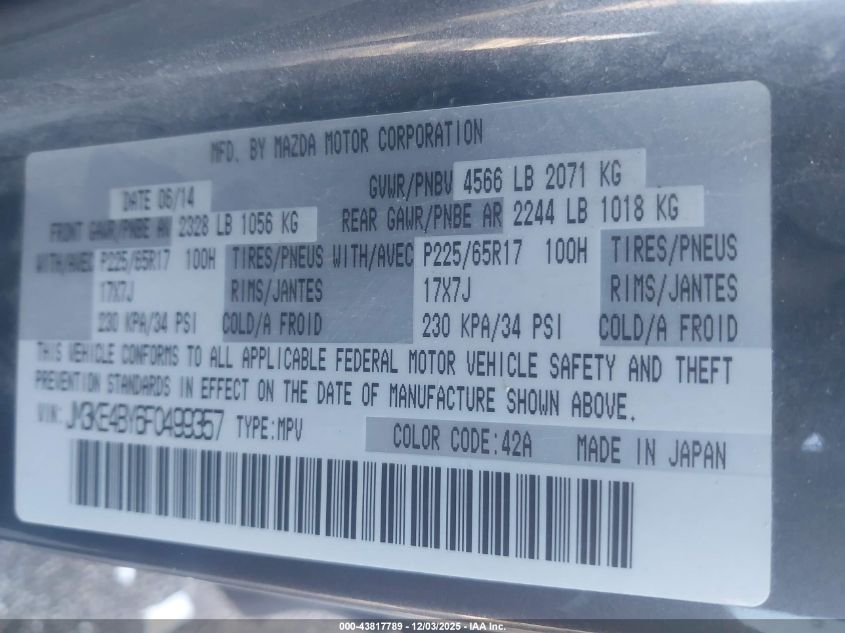 MFD. BY MAZDA MOTOR CORPORATION
DATE 06/14 GVWR/PNBV 4566 LB 2071 KG
FRONT GAWR/PNBE AV 2328 LB 1056 KG REAR GAWR/PNBE AR 2244 LB 1018 KG
WITH/AVEC P225/65R17 100H TIRES/PNEUS WITH/AVEC P225/65R17 100H TIRES/PNEUS
17X7J RIMS/JANTES 17X7J RIMS/JANTES
230 KPA/34 PSI COLD/A FROID 230 KPA/34 PSI COLD/A FROID
THIS VEHICLE CONFORMS TO ALL APPLICABLE FEDERAL MOTOR VEHICLE SAFETY AND THEFT
PREVENTION STANDARDS IN EFFECT ON THE DATE OF MANUFACTURE SHOWN ABOVE.
VIN: JM3KE4BY6F0499357 TYPE:MPV COLOR CODE:42A MADE IN JAPAN
000-43817789 - 12/03/2025 - IAA Inc.